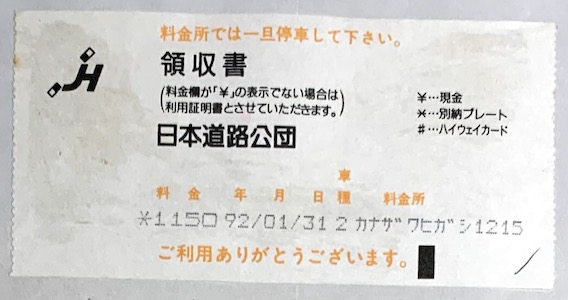 料金所では一旦停車して下さい。
JH
領収書
(料金欄が「¥」の表示でない場合は
利用証明書とさせていただきます。)
¥…現金
※…別納プレート
#…ハイウェイカード
日本道路公団
料金 年 月 日 車種 料金所
※1150 92/01/31 2 カナザワヒガシ1215
ご利用ありがとうございます。